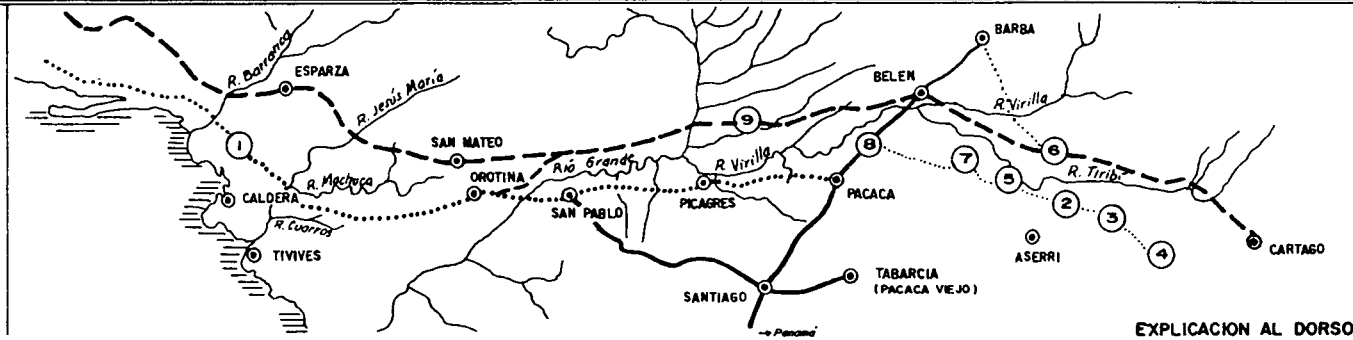 BARBA
R. Barranca
ESPARZA
BELEN
R. Jesús María
R. Virilla
9
1
SAN MATEO
8
7
6
Río Grande
R. Virilla
5
R. Tiribí
R. Machuca
OROTINA
PICAGRES
PACACA
CALDERA
SAN PABLO
2
3
R. Cuarros
ASERRI
4
CARTAGO
TIVIVES
TABARCIA
(PACACA VIEJO)
SANTIAGO
→ Panamá
EXPLICACION AL DORSO